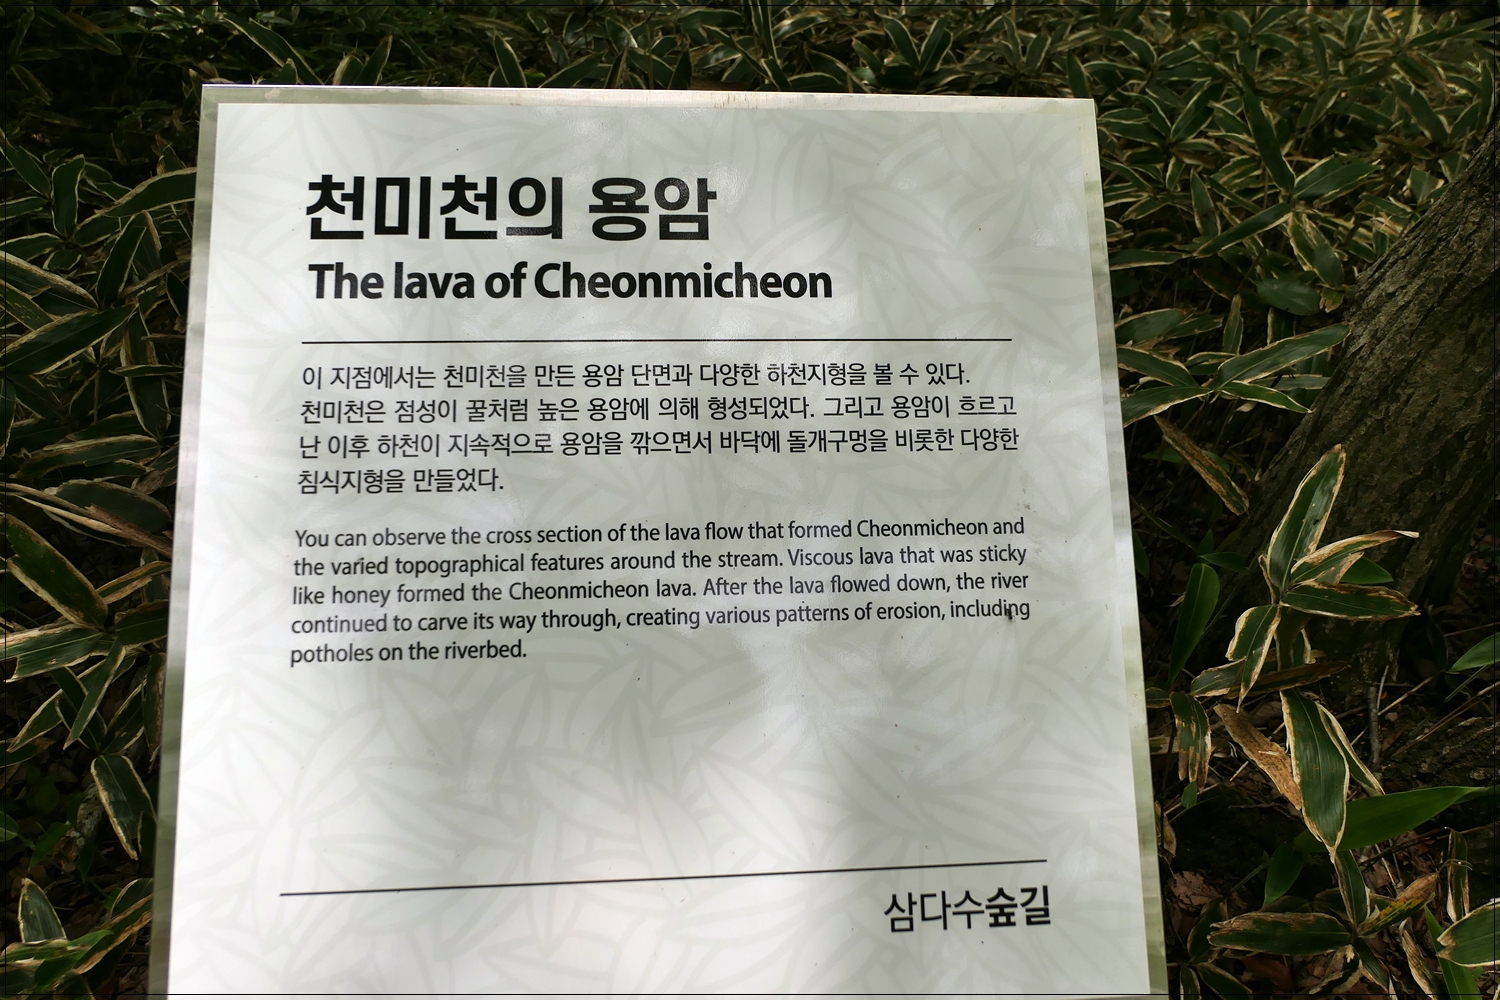 천미천의 용암
The lava of Cheonmicheon
이 지점에서는 천미천을 만든 용암 단면과 다양한 하천지형을 볼 수 있다.
천미천은 점성이 꿀처럼 높은 용암에 의해 형성되었다. 그리고 용암이 흐르고
난 이후 하천이 지속적으로 용암을 깎으면서 바닥에 돌개구멍을 비롯한 다양한
침식지형을 만들었다.
You can observe the cross section of the lava flow that formed Cheonmicheon and
the varied topographical features around the stream. Viscous lava that was sticky
like honey formed the Cheonmicheon lava. After the lava flowed down, the river
continued to carve its way through, creating various patterns of erosion, including
potholes on the riverbed.
삼다수숲길